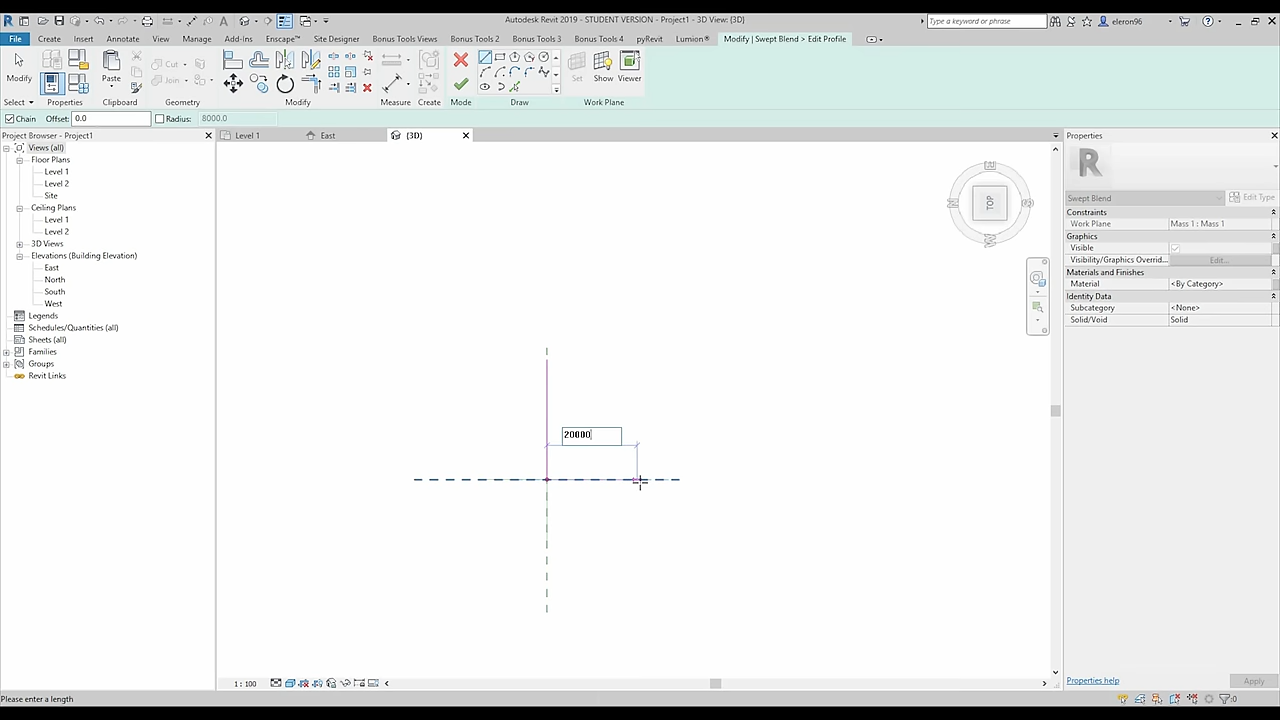 Autodesk Revit 2019 - STUDENT VERSION - Project1 - 3D View: {3D}
Type a keyword or phrase
eleron96
File
Create
Insert
Annotate
View
Manage
Add-Ins
Enscape™
Site Designer
Bonus Tools View
Bonus Tools 2
Bonus Tools 3
Bonus Tools 4
pyRevit
Lumion®
Modify | Swept Blend > Edit Profile
Modify
Paste
Cut
Join
Set
Show
Viewer
Select
Properties
Clipboard
Geometry
Modify
Measure
Create
Mode
Draw
Work Plane
Chain
Offset: 0.0
Radius: 8000.0
Project Browser - Project1
Level 1
East
{3D}
Views (all)
Floor Plans
Level 1
Level 2
Site
Ceiling Plans
Level 1
Level 2
3D Views
Elevations (Building Elevation)
East
North
South
West
Legends
Schedules/Quantities (all)
Sheets (all)
Families
Groups
Revit Links
TOP
20000
Properties
Swept Blend
Edit Type
Constraints
Work Plane
Mass 1 : Mass 1
Graphics
Visible
Visibility/Graphics Overrid...
Edit...
Materials and Finishes
Material
<By Category>
Identity Data
Subcategory
<None>
Solid/Void
Solid
1 : 100
Properties help
Apply
Please enter a length
:0